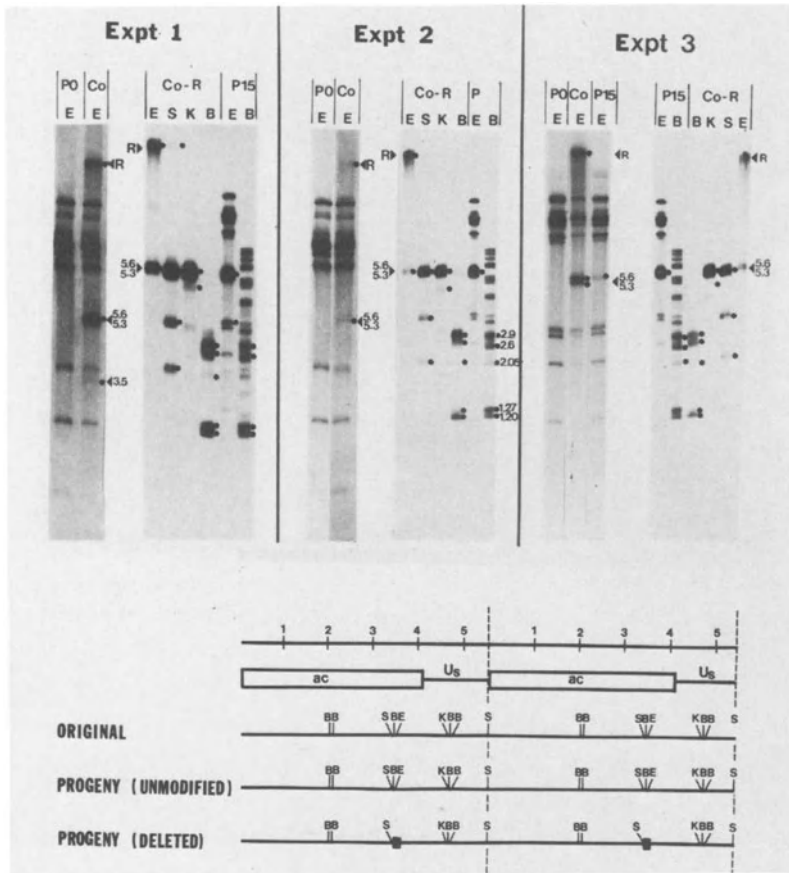 Expt 1 Expt 2 Expt 3
P0 Co Co-R P15
E E E S K B E B
P0 Co Co-R P
E E E S K B E B
P0 Co P15 P15 Co-R
E E E E B B K S E
R R R R R R
5.6 5.6 5.6
5.3 5.3 5.3
5.6 5.6 5.6
5.3 5.3 5.3
3.5
2.9
2.6
2.05
1.27
1.20
1 2 3 4 5 1 2 3 4 5
ac Us ac Us
ORIGINAL BB SBE KBB S BB SBE KBB S
PROGENY (UNMODIFIED) BB SBE KBB S BB SBE KBB S
PROGENY (DELETED) BB S KBB S BB S KBB S